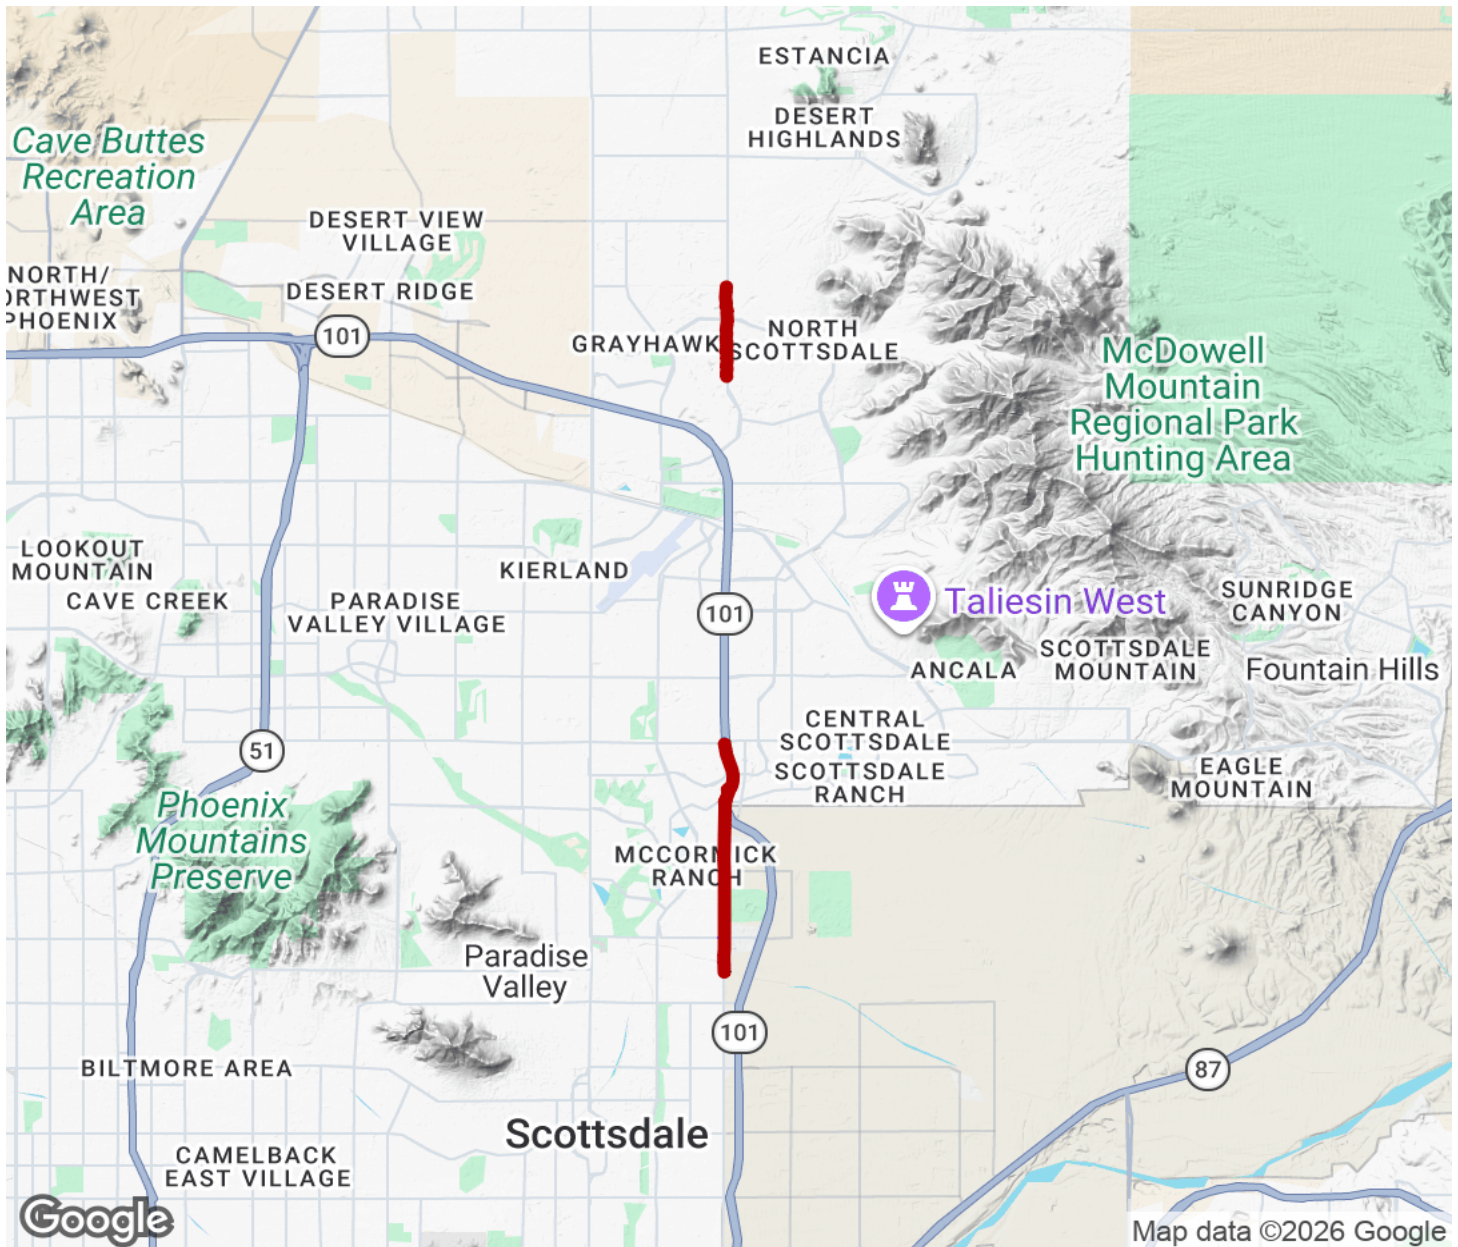 ESTANCIA
DESERT
HIGHLANDS
Cave Buttes
Recreation
Area
DESERT VIEW
VILLAGE
NORTH/
ORTHWEST
PHOENIX
DESERT RIDGE
101
GRAYHAWK
NORTH
SCOTTSDALE
McDowell
Mountain
Regional Park
Hunting Area
LOOKOUT
MOUNTAIN
CAVE CREEK
KIERLAND
PARADISE
VALLEY VILLAGE
101
Taliesin West
SUNRIDGE
CANYON
ANCALA
SCOTTSDALE
MOUNTAIN
Fountain Hills
51
CENTRAL
SCOTTSDALE
SCOTTSDALE
RANCH
EAGLE
MOUNTAIN
Phoenix
Mountains
Preserve
MCCORMICK
RANCH
Paradise
Valley
101
BILTMORE AREA
87
Scottsdale
CAMELBACK
EAST VILLAGE
Google
Map data ©2026 Google